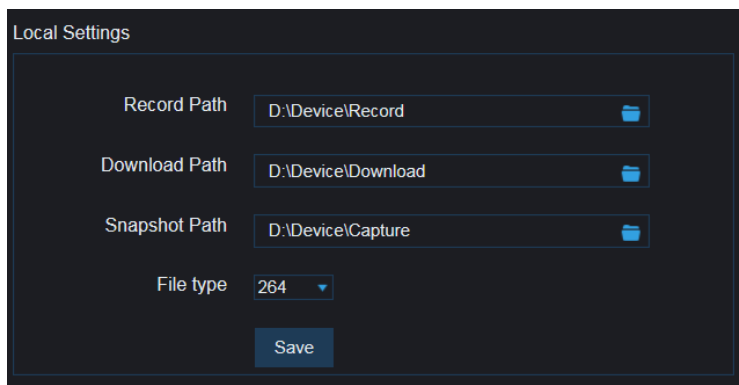 Local Settings
Record Path D:\Device\Record
Download Path D:\Device\Download
Snapshot Path D:\Device\Capture
File type 264
Save